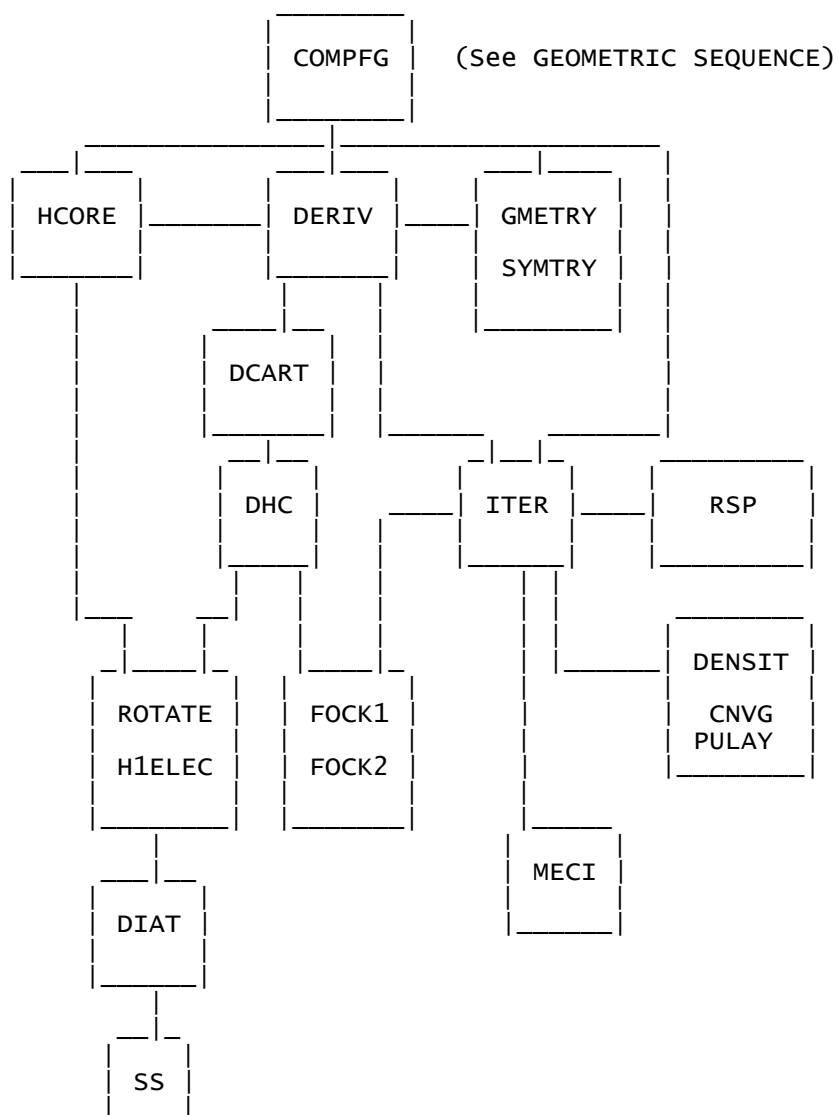 COMPFG (See GEOMETRIC SEQUENCE)
HCORE DERIV GMETRY
SYMTRY
DCART
DHC ITER RSP
DENSIT
ROTATE FOCK1 CNVG
PULAY
H1ELEC FOCK2
MECI
DIAT
SS